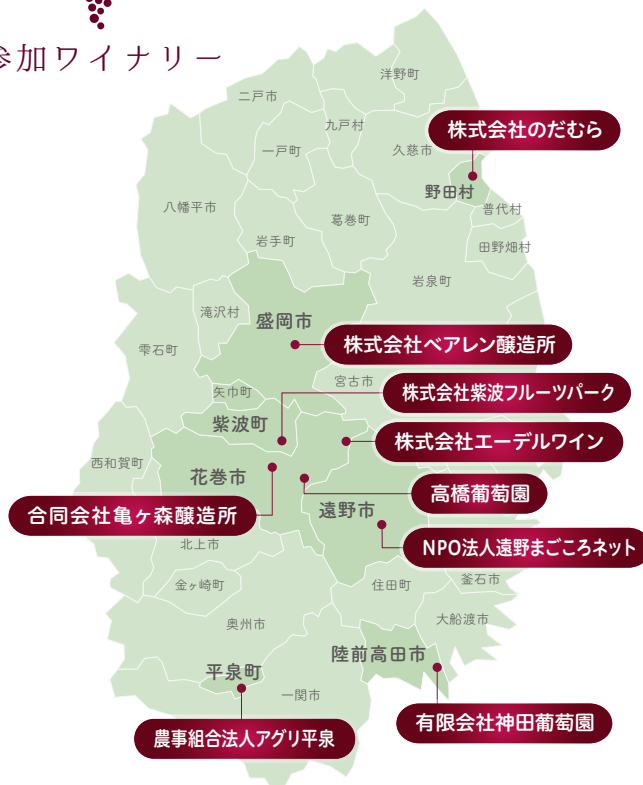 参加ワイナリー
洋野町
二戸市
九戸村
株式会社のだむら
一戸町
久慈市
野田村
八幡平市
葛巻町
普代村
岩手町
田野畑村
岩泉町
滝沢村
盛岡市
雫石町
株式会社ベアレン醸造所
宮古市
矢巾町
株式会社紫波フルーツパーク
紫波町
株式会社エーデルワイン
西和賀町
花巻市
高橋葡萄園
遠野市
合同会社亀ヶ森醸造所
北上市
NPO法人遠野まごころネット
金ヶ崎町
住田町
釜石市
奥州市
大船渡市
陸前高田市
平泉町
一関市
有限会社神田葡萄園
農事組合法人アグリ平泉